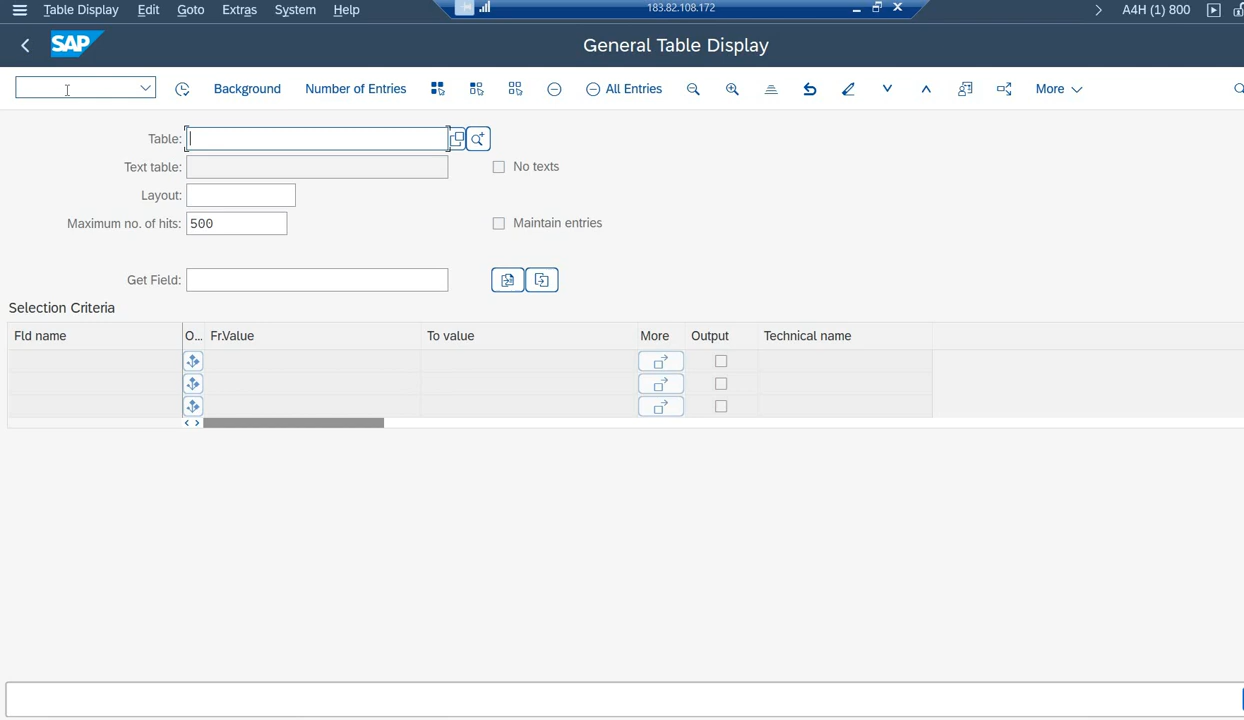 Table Display Edit Goto Extras System Help 183.82.108.172 A4H (1) 800
SAP General Table Display
Background Number of Entries All Entries More
Table:
Text table: No texts
Layout:
Maximum no. of hits: 500 Maintain entries
Get Field:
Selection Criteria
Fld name O... Fr.Value To value More Output Technical name